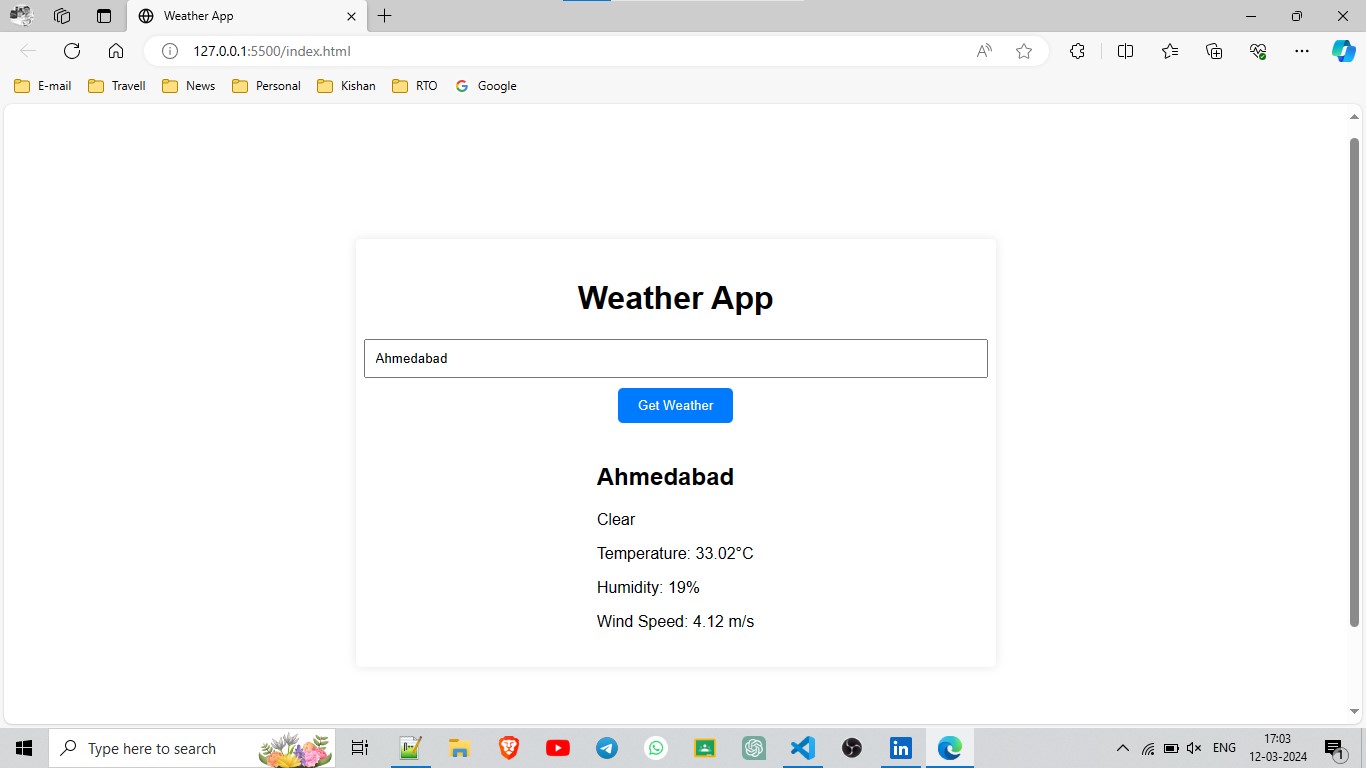 Weather App
127.0.0.1:5500/index.html
E-mail Travell News Personal Kishan RTO Google
Weather App
Ahmedabad
Get Weather
Ahmedabad
Clear
Temperature: 33.02°C
Humidity: 19%
Wind Speed: 4.12 m/s
Type here to search
ENG
17:03
12-03-2024
1